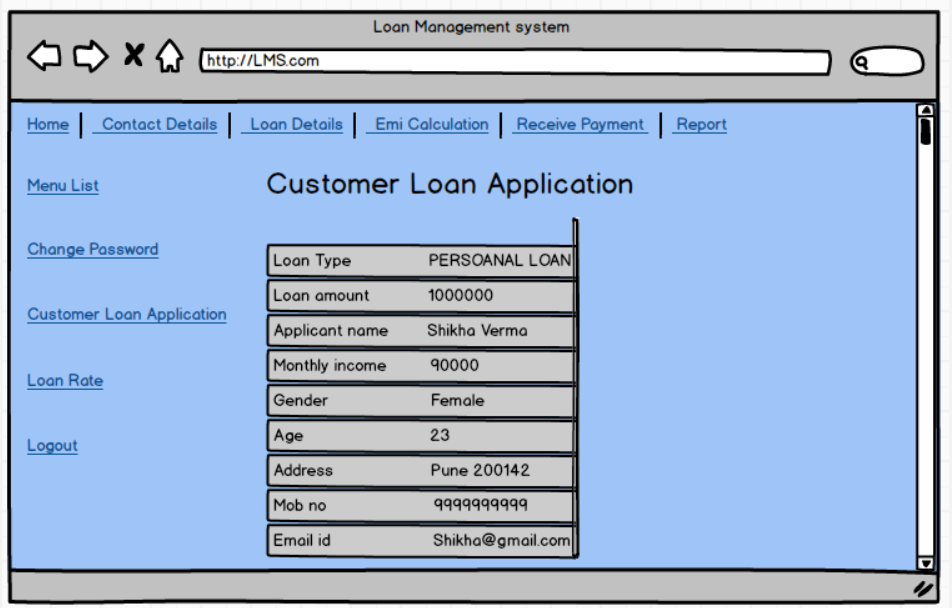 Loan Management system
http://LMS.com
Home Contact Details Loan Details Emi Calculation Receive Payment Report
Menu List
Customer Loan Application
Change Password
Loan Type PERSOANAL LOAN
Loan amount 1000000
Customer Loan Application
Applicant name Shikha Verma
Monthly income 90000
Loan Rate
Gender Female
Age 23
Logout
Address Pune 200142
Mob no 9999999999
Email id Shikha@gmail.com